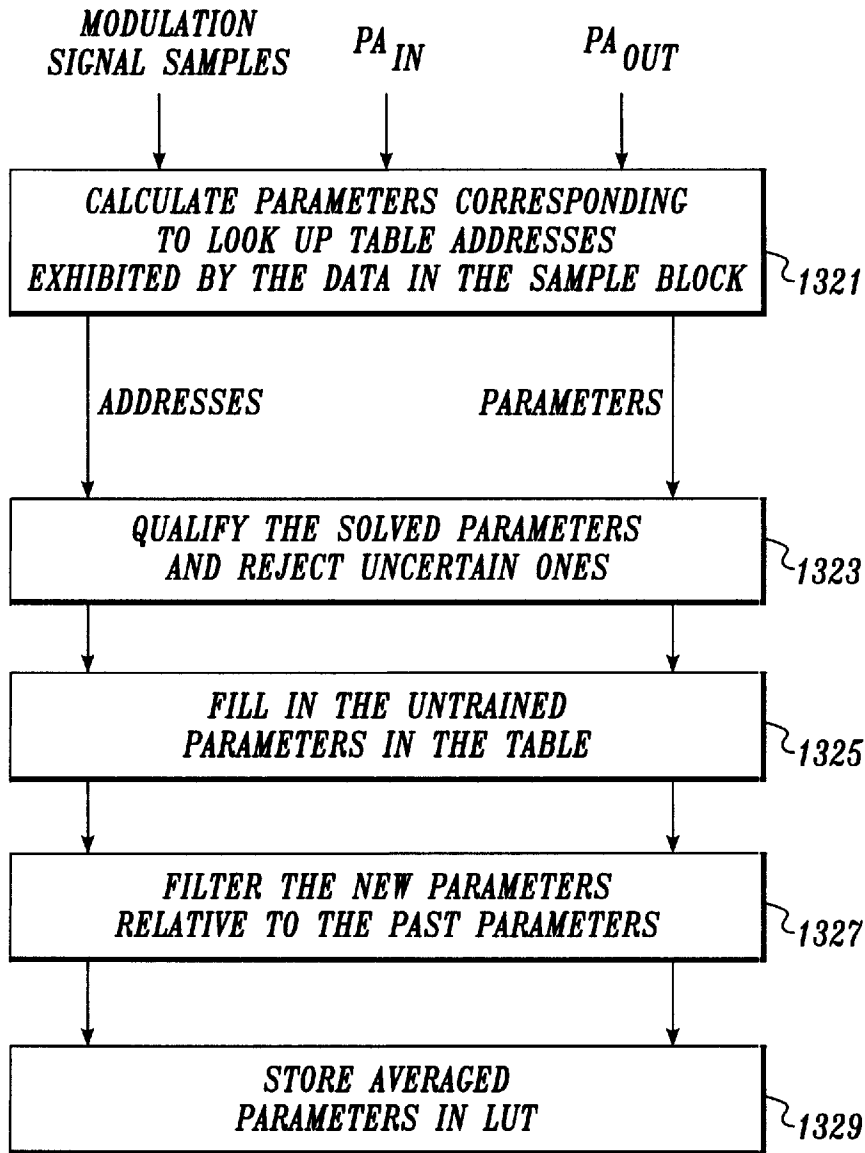 MODULATION
SIGNAL SAMPLES
PA IN
PA OUT
CALCULATE PARAMETERS CORRESPONDING
TO LOOK UP TABLE ADDRESSES
EXHIBITED BY THE DATA IN THE SAMPLE BLOCK
1321
ADDRESSES
PARAMETERS
QUALIFY THE SOLVED PARAMETERS
AND REJECT UNCERTAIN ONES
1323
FILL IN THE UNTRAINED
PARAMETERS IN THE TABLE
1325
FILTER THE NEW PARAMETERS
RELATIVE TO THE PAST PARAMETERS
1327
STORE AVERAGED
PARAMETERS IN LUT
1329